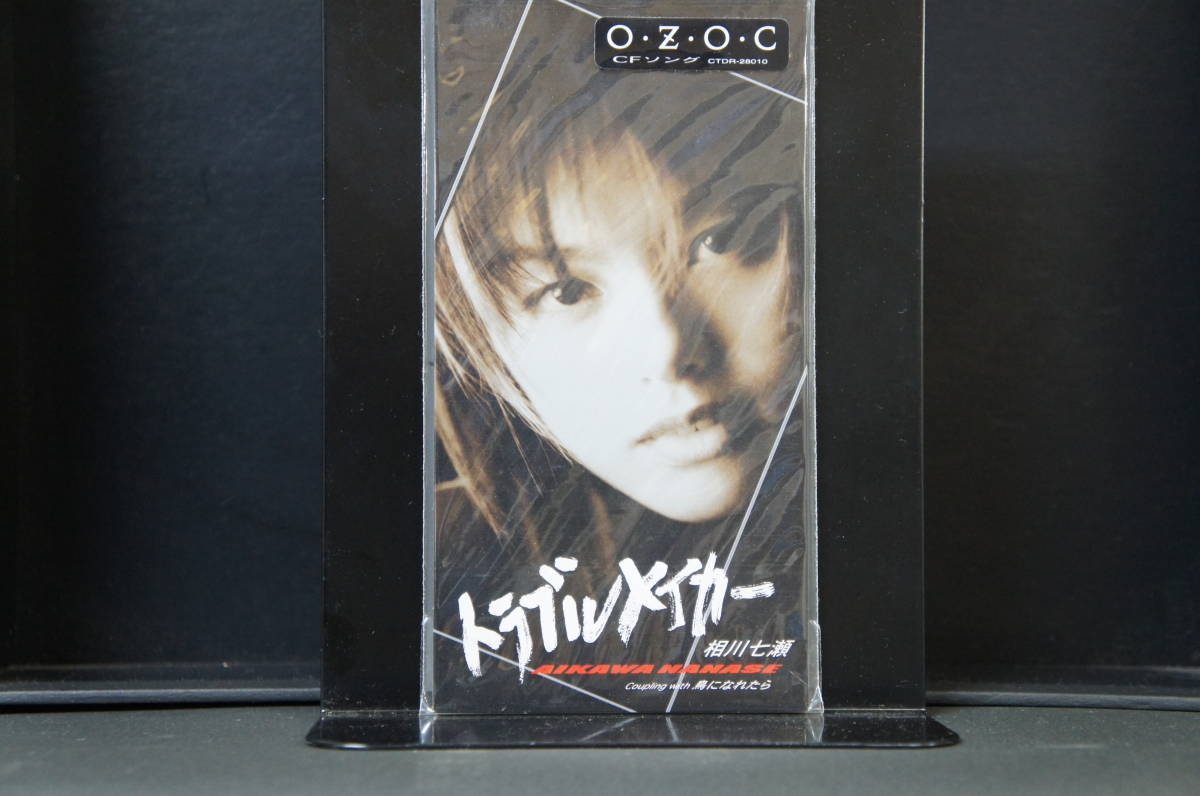 O・Z・O・C
CFソング CTDR-28010
トラブルメイカー
相川七瀬
AIKAWA NANASE
Coupling with 鳥になれたら